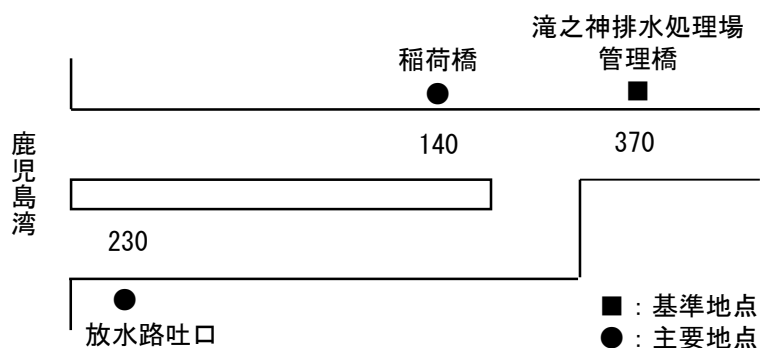 滝之神排水処理場
管理橋
稲荷橋
140
370
鹿児島湾
230
放水路吐口
■：基準地点
●：主要地点